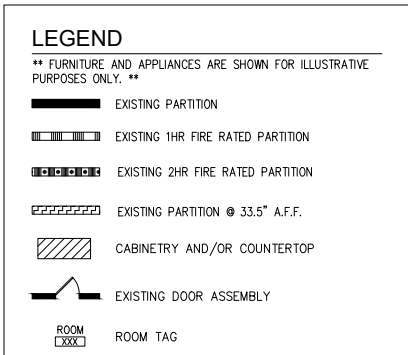 LEGEND
** FURNITURE AND APPLIANCES ARE SHOWN FOR ILLUSTRATIVE
PURPOSES ONLY. **
EXISTING PARTITION
EXISTING 1HR FIRE RATED PARTITION
EXISTING 2HR FIRE RATED PARTITION
EXISTING PARTITION @ 33.5" A.F.F.
CABINETRY AND/OR COUNTERTOP
EXISTING DOOR ASSEMBLY
ROOM
XXX
ROOM TAG